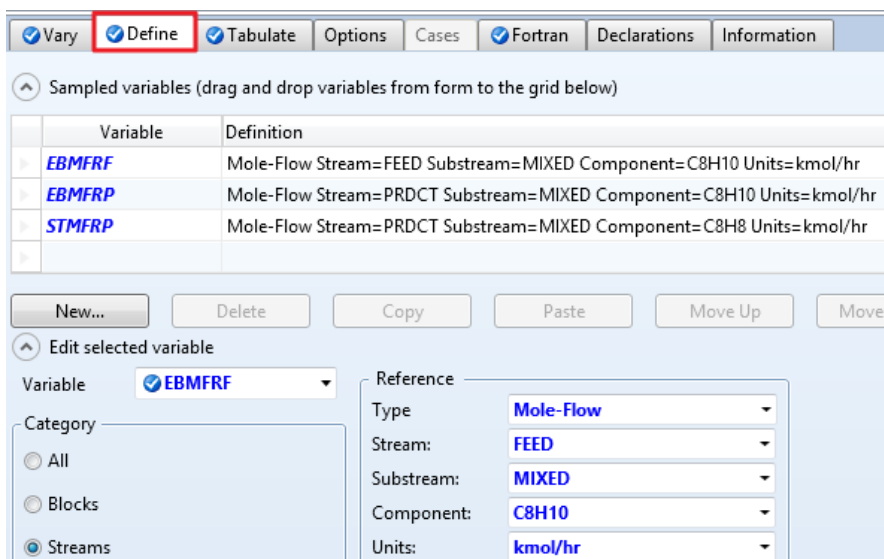 Vary Define Tabulate Options Cases Fortran Declarations Information
Sampled variables (drag and drop variables from form to the grid below)
Variable Definition
EBMFRF Mole-Flow Stream=FEED Substream=MIXED Component=C8H10 Units=kmol/hr
EBMFRP Mole-Flow Stream=PRDCT Substream=MIXED Component=C8H10 Units=kmol/hr
STMFRP Mole-Flow Stream=PRDCT Substream=MIXED Component=C8H8 Units=kmol/hr
New... Delete Copy Paste Move Up Move
Edit selected variable
Variable EBMFRF
Category
All
Blocks
Streams
Reference
Type Mole-Flow
Stream: FEED
Substream: MIXED
Component: C8H10
Units: kmol/hr